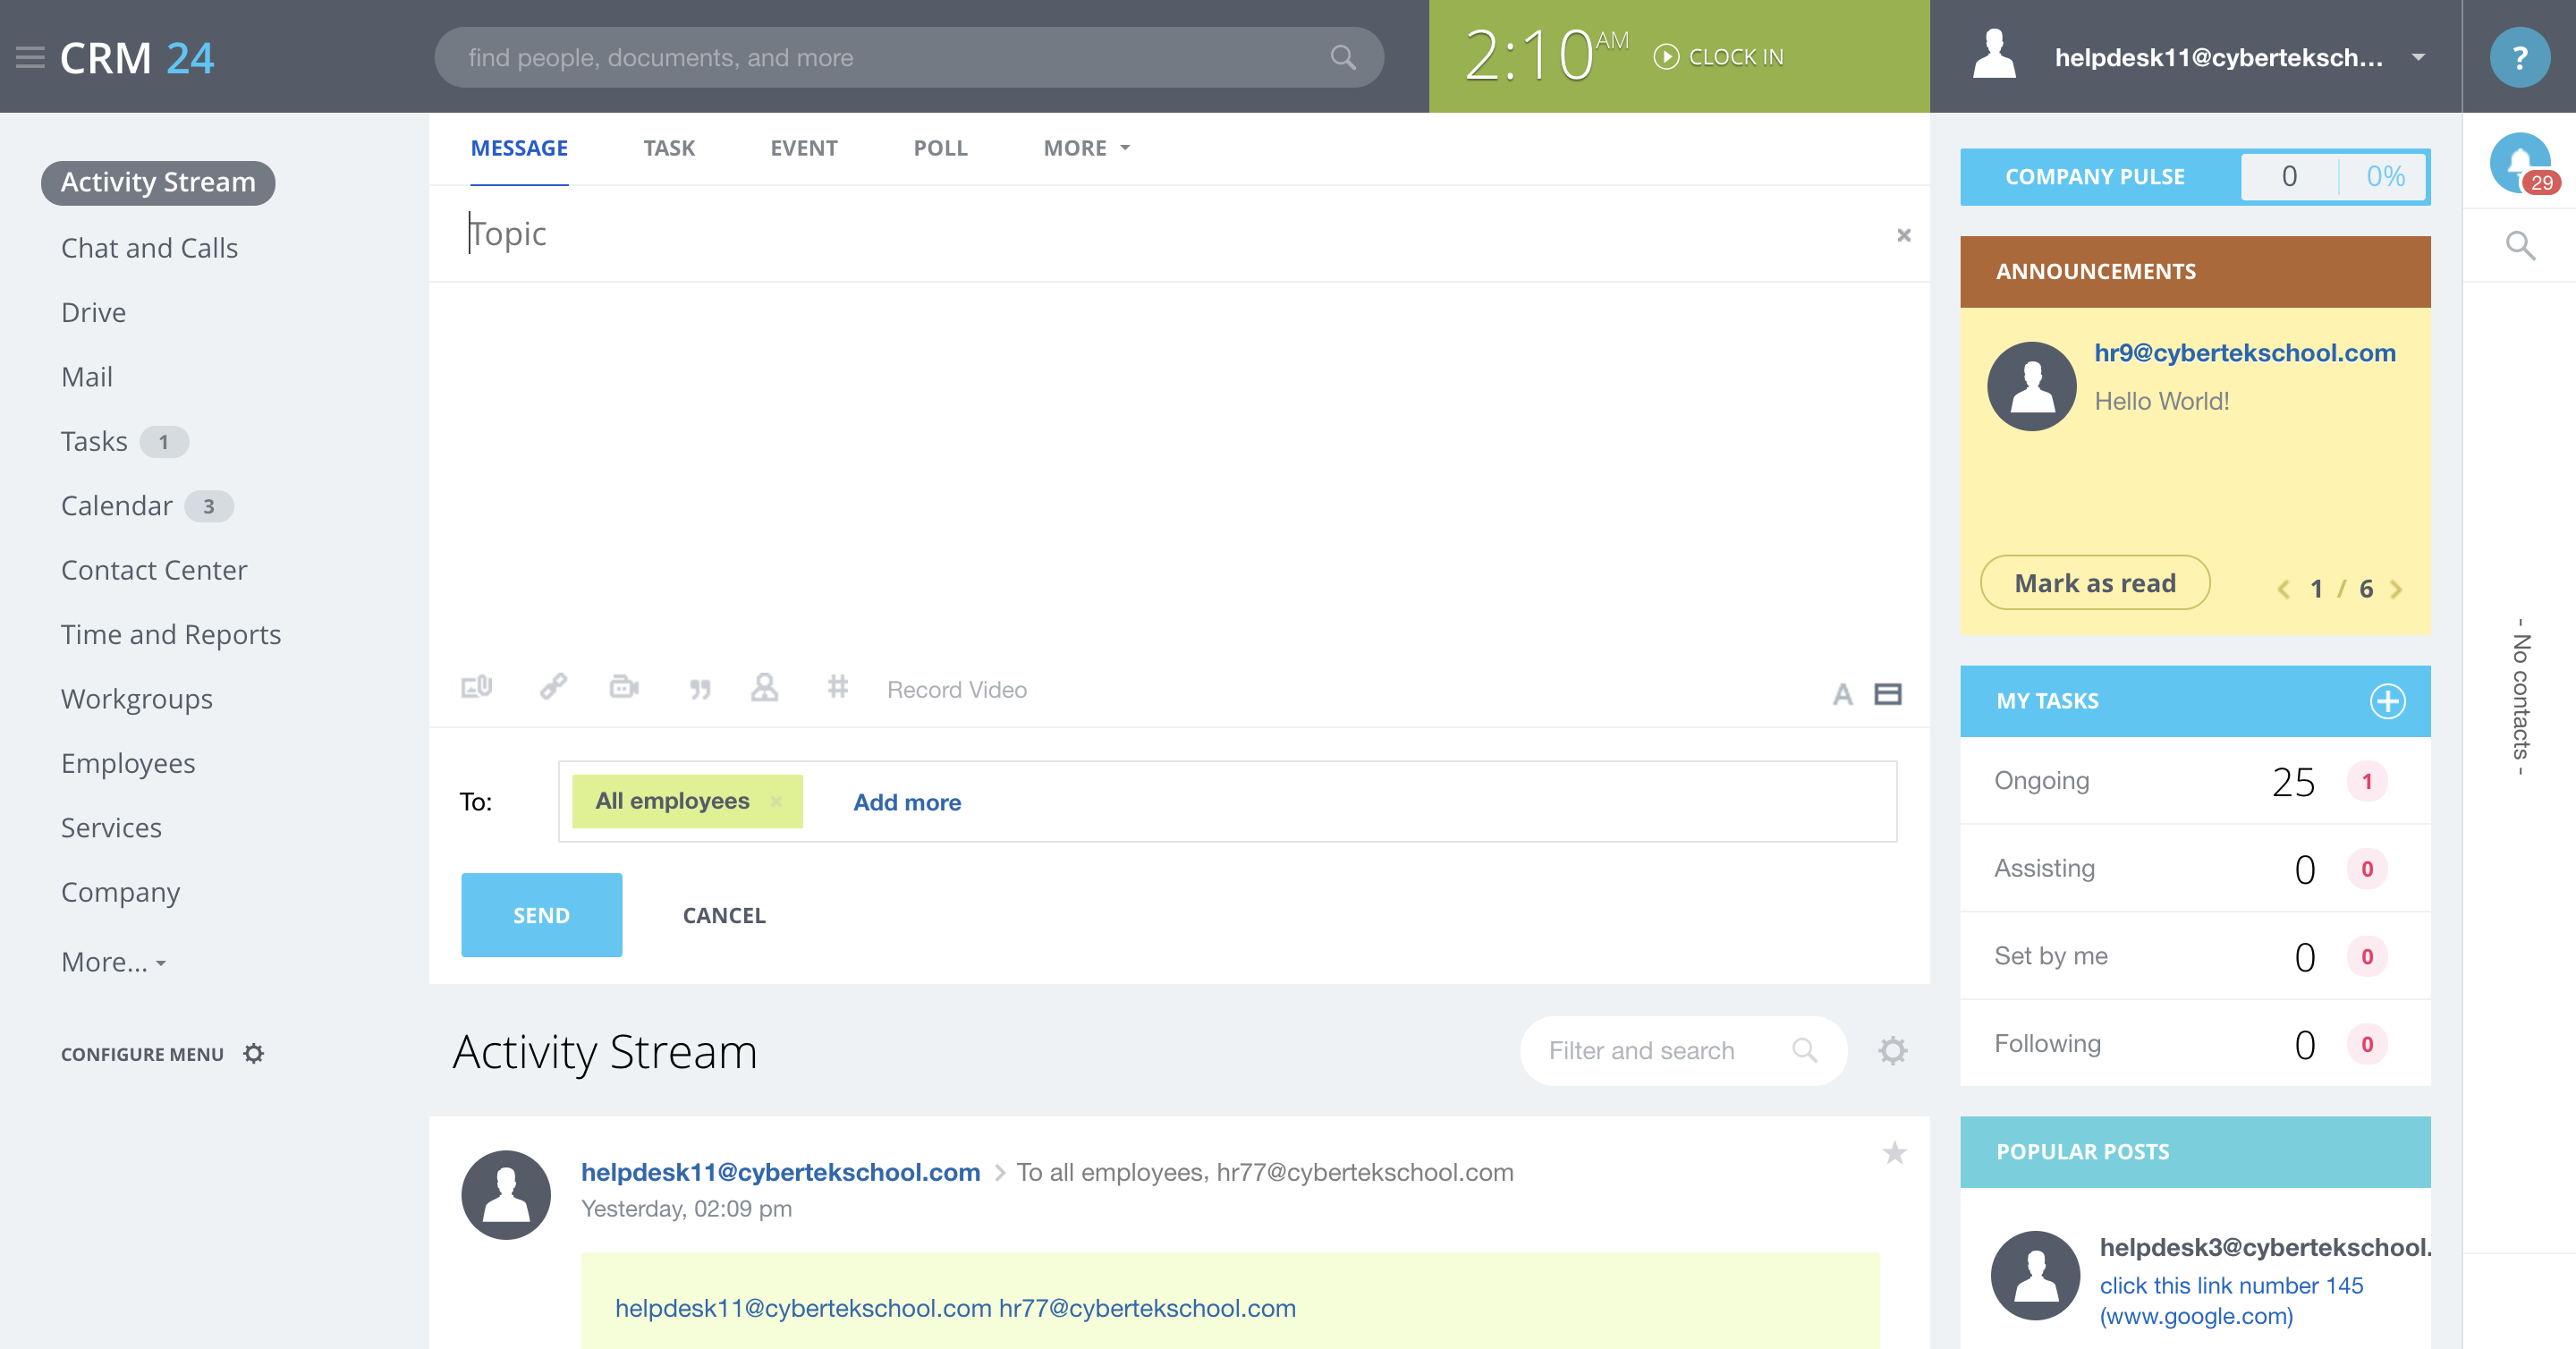 CRM 24
find people, documents, and more
2:10 AM CLOCK IN
helpdesk11@cyberteksch...
?
Activity Stream
Chat and Calls
Drive
Mail
Tasks 1
Calendar 3
Contact Center
Time and Reports
Workgroups
Employees
Services
Company
More...
CONFIGURE MENU
MESSAGE TASK EVENT POLL MORE
Topic
Record Video
A
To: All employees Add more
SEND CANCEL
Activity Stream
Filter and search
helpdesk11@cybertekschool.com To all employees, hr77@cybertekschool.com
Yesterday, 02:09 pm
helpdesk11@cybertekschool.com hr77@cybertekschool.com
COMPANY PULSE 0 0%
ANNOUNCEMENTS
hr9@cybertekschool.com
Hello World!
Mark as read 1 / 6
MY TASKS
Ongoing 25 1
Assisting 0 0
Set by me 0 0
Following 0 0
POPULAR POSTS
helpdesk3@cybertekschool.
click this link number 145
(www.google.com)
29
- No contacts -